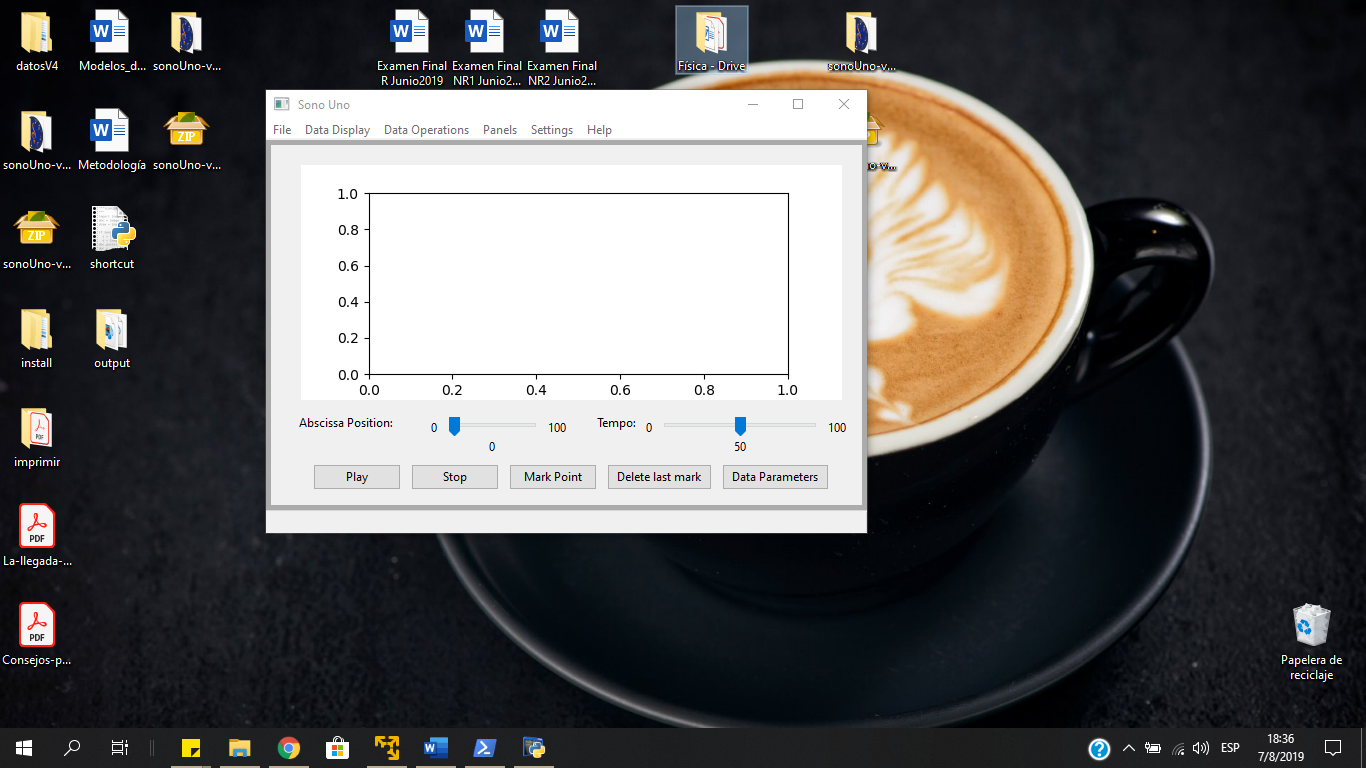 datosV4
Modelos_d...
sonoUno-v...
Examen Final
R Junio2019
Examen Final
NR1 Junio2...
Examen Final
NR2 Junio2...
Física - Drive
sonoUno-v...
sonoUno-v...
Metodología
sonoUno-v...
o-v...
sonoUno-v...
shortcut
install
output
imprimir
La-llegada-...
Consejos-p...
Sono Uno
File
Data Display
Data Operations
Panels
Settings
Help
1.0
0.8
0.6
0.4
0.2
0.0
0.0 0.2 0.4 0.6 0.8 1.0
Abscissa Position: 0 100
0
Tempo: 0 100
50
Play
Stop
Mark Point
Delete last mark
Data Parameters
Papelera de
reciclaje
ESP
18:36
7/8/2019